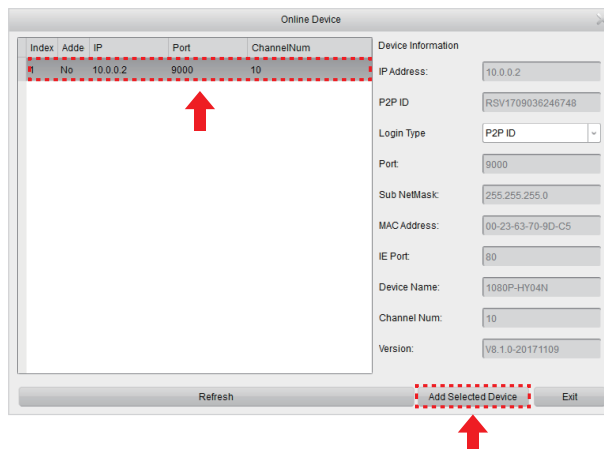 Online Device
Index Adde IP Port ChannelNum
1 No 10.0.0.2 9000 10
Device Information
IP Address: 10.0.0.2
P2P ID RSV1709036246748
Login Type P2P ID
Port: 9000
Sub NetMask: 255.255.255.0
MAC Address: 00-23-63-70-9D-C5
IE Port: 80
Device Name: 1080P-HY04N
Channel Num: 10
Version: V8.1.0-20171109
Refresh Add Selected Device Exit